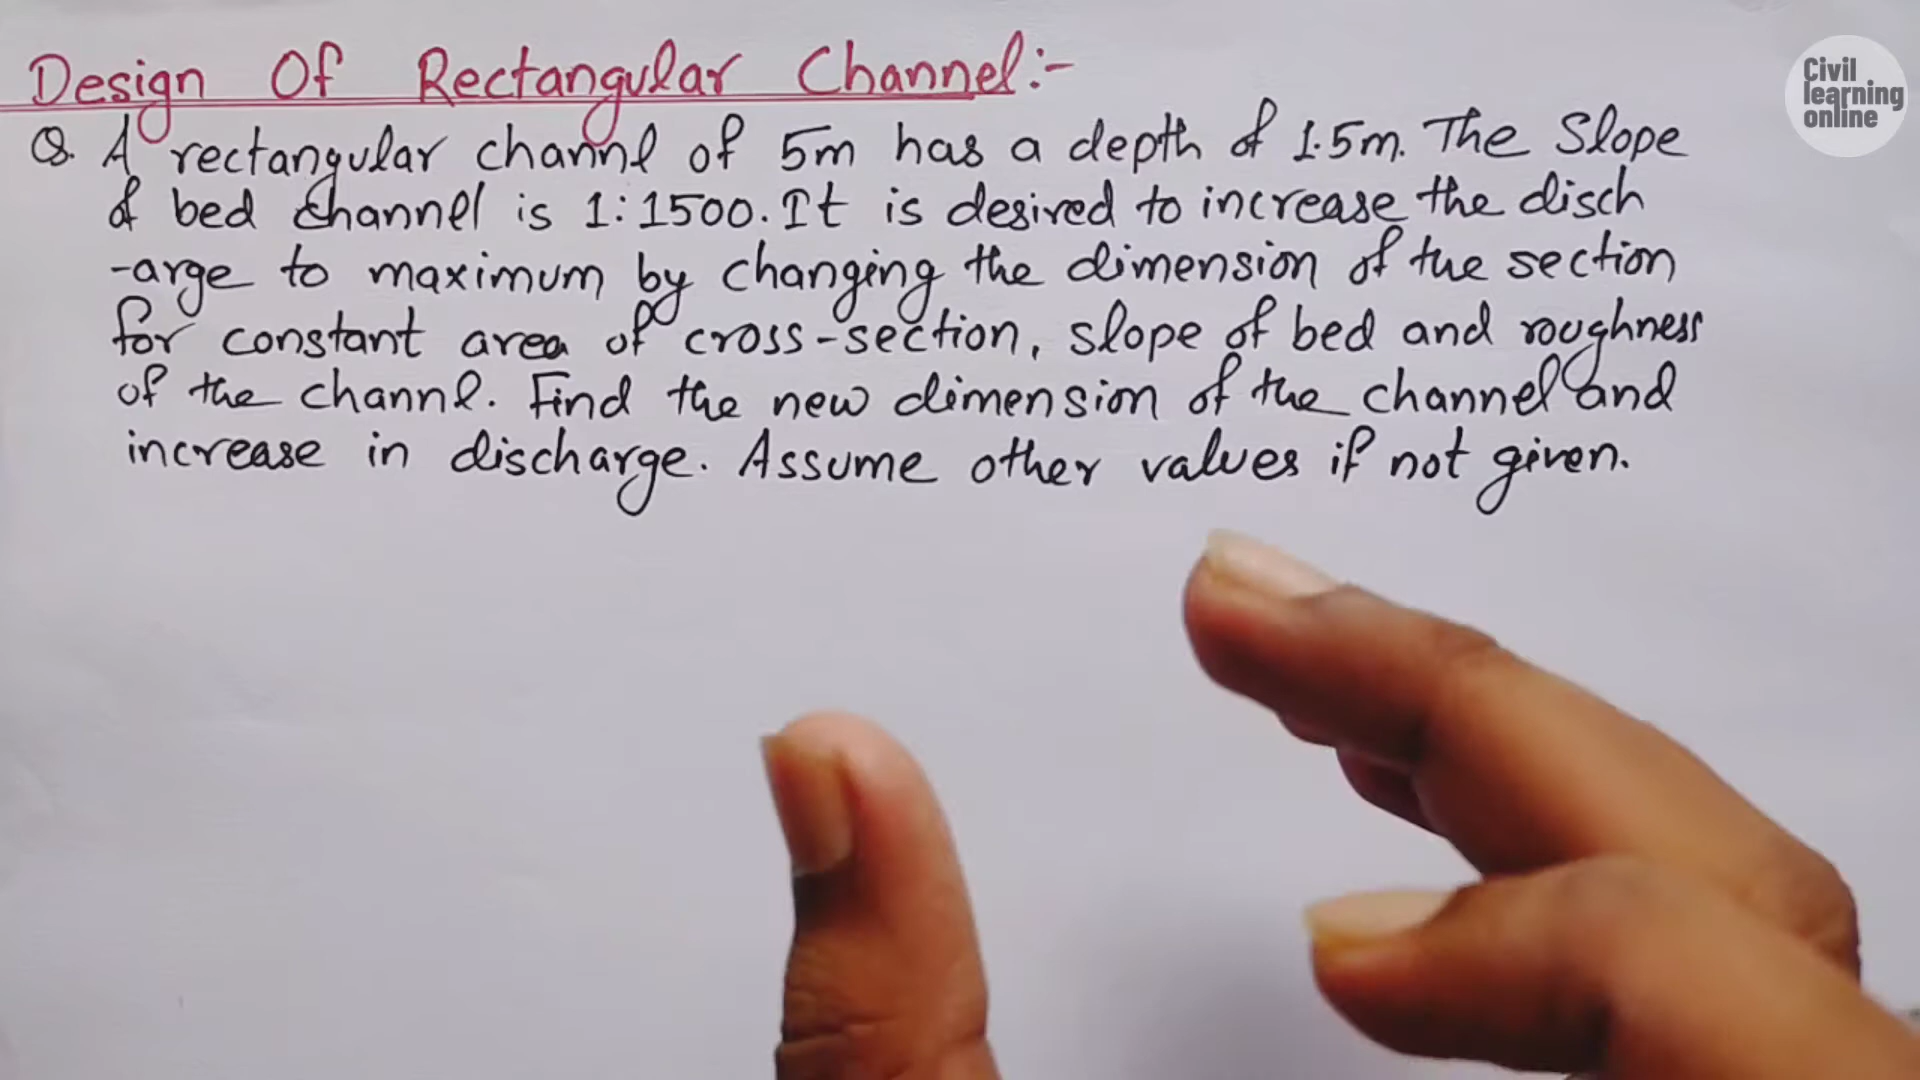 Design Of Rectangular Channel:-
Q. A rectangular channl of 5m has a depth of 1.5m. The Slope
of bed channel is 1:1500. It is desired to increase the disch
-arge to maximum by changing the dimension of the section
for constant area of cross-section, slope of bed and roughness
of the channl. Find the new dimension of the channel and
increase in discharge. Assume other values if not given.
Civil
learning
online